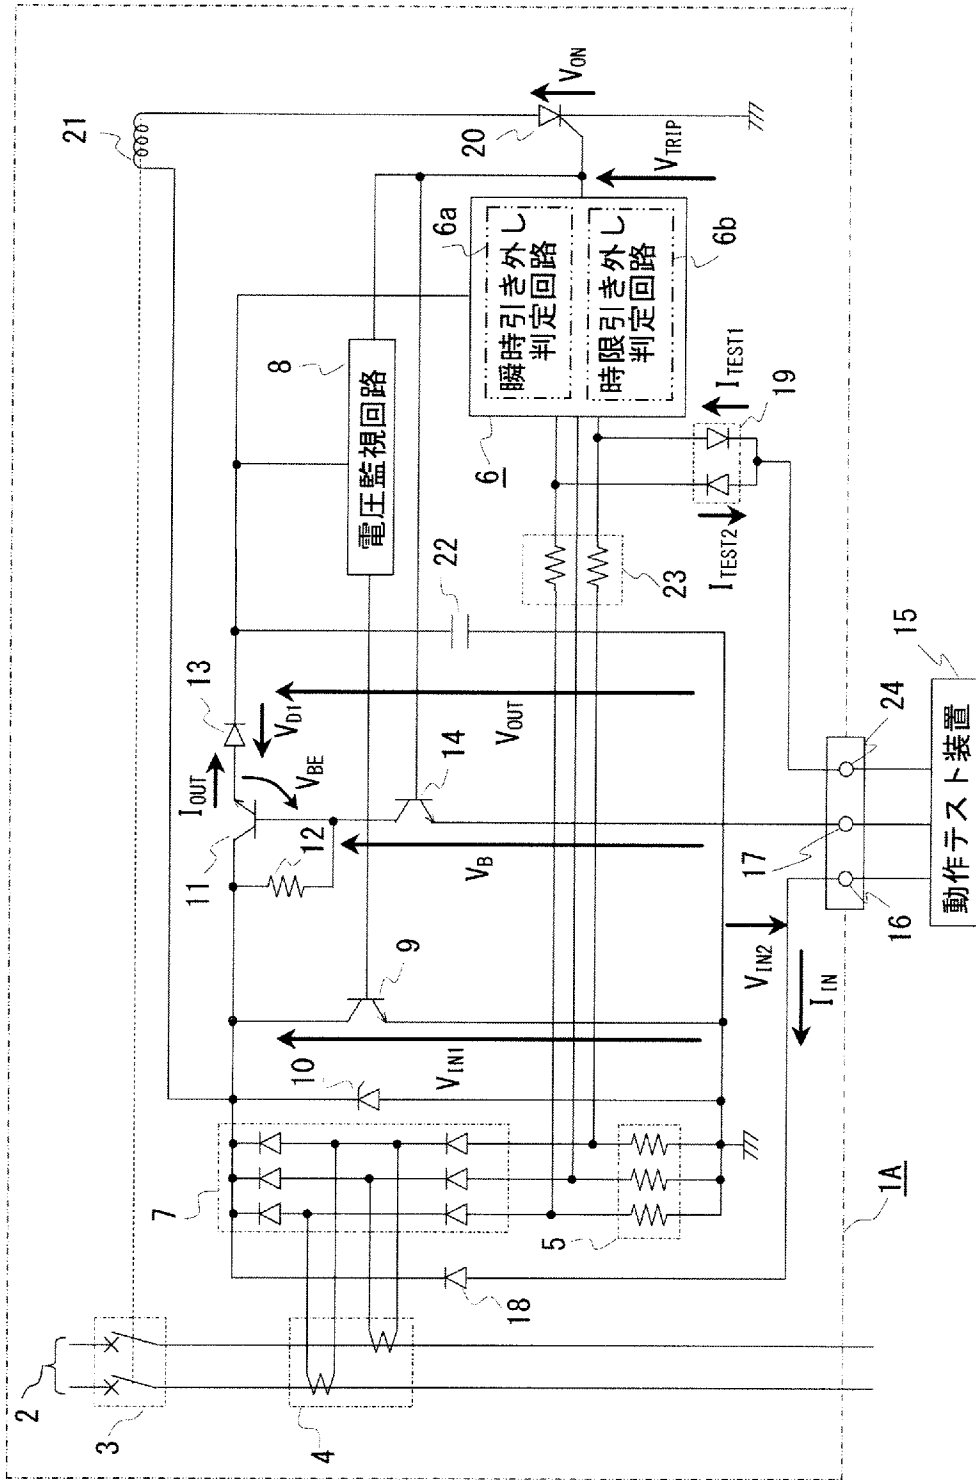 2
3
4
18
7
5
10
V_IN1
9
11
12
I_OUT
V_BE
V_D1
13
V_B
14
V_OUT
22
8
電圧監視回路
21
20
V_ON
V_TRIP
6
6a
瞬時引き外し
判定回路
時限引き外し
判定回路
6b
23
I_TEST2
I_TEST1
19
V_IN2
I_IN
16
17
24
15
動作テスト装置
1A